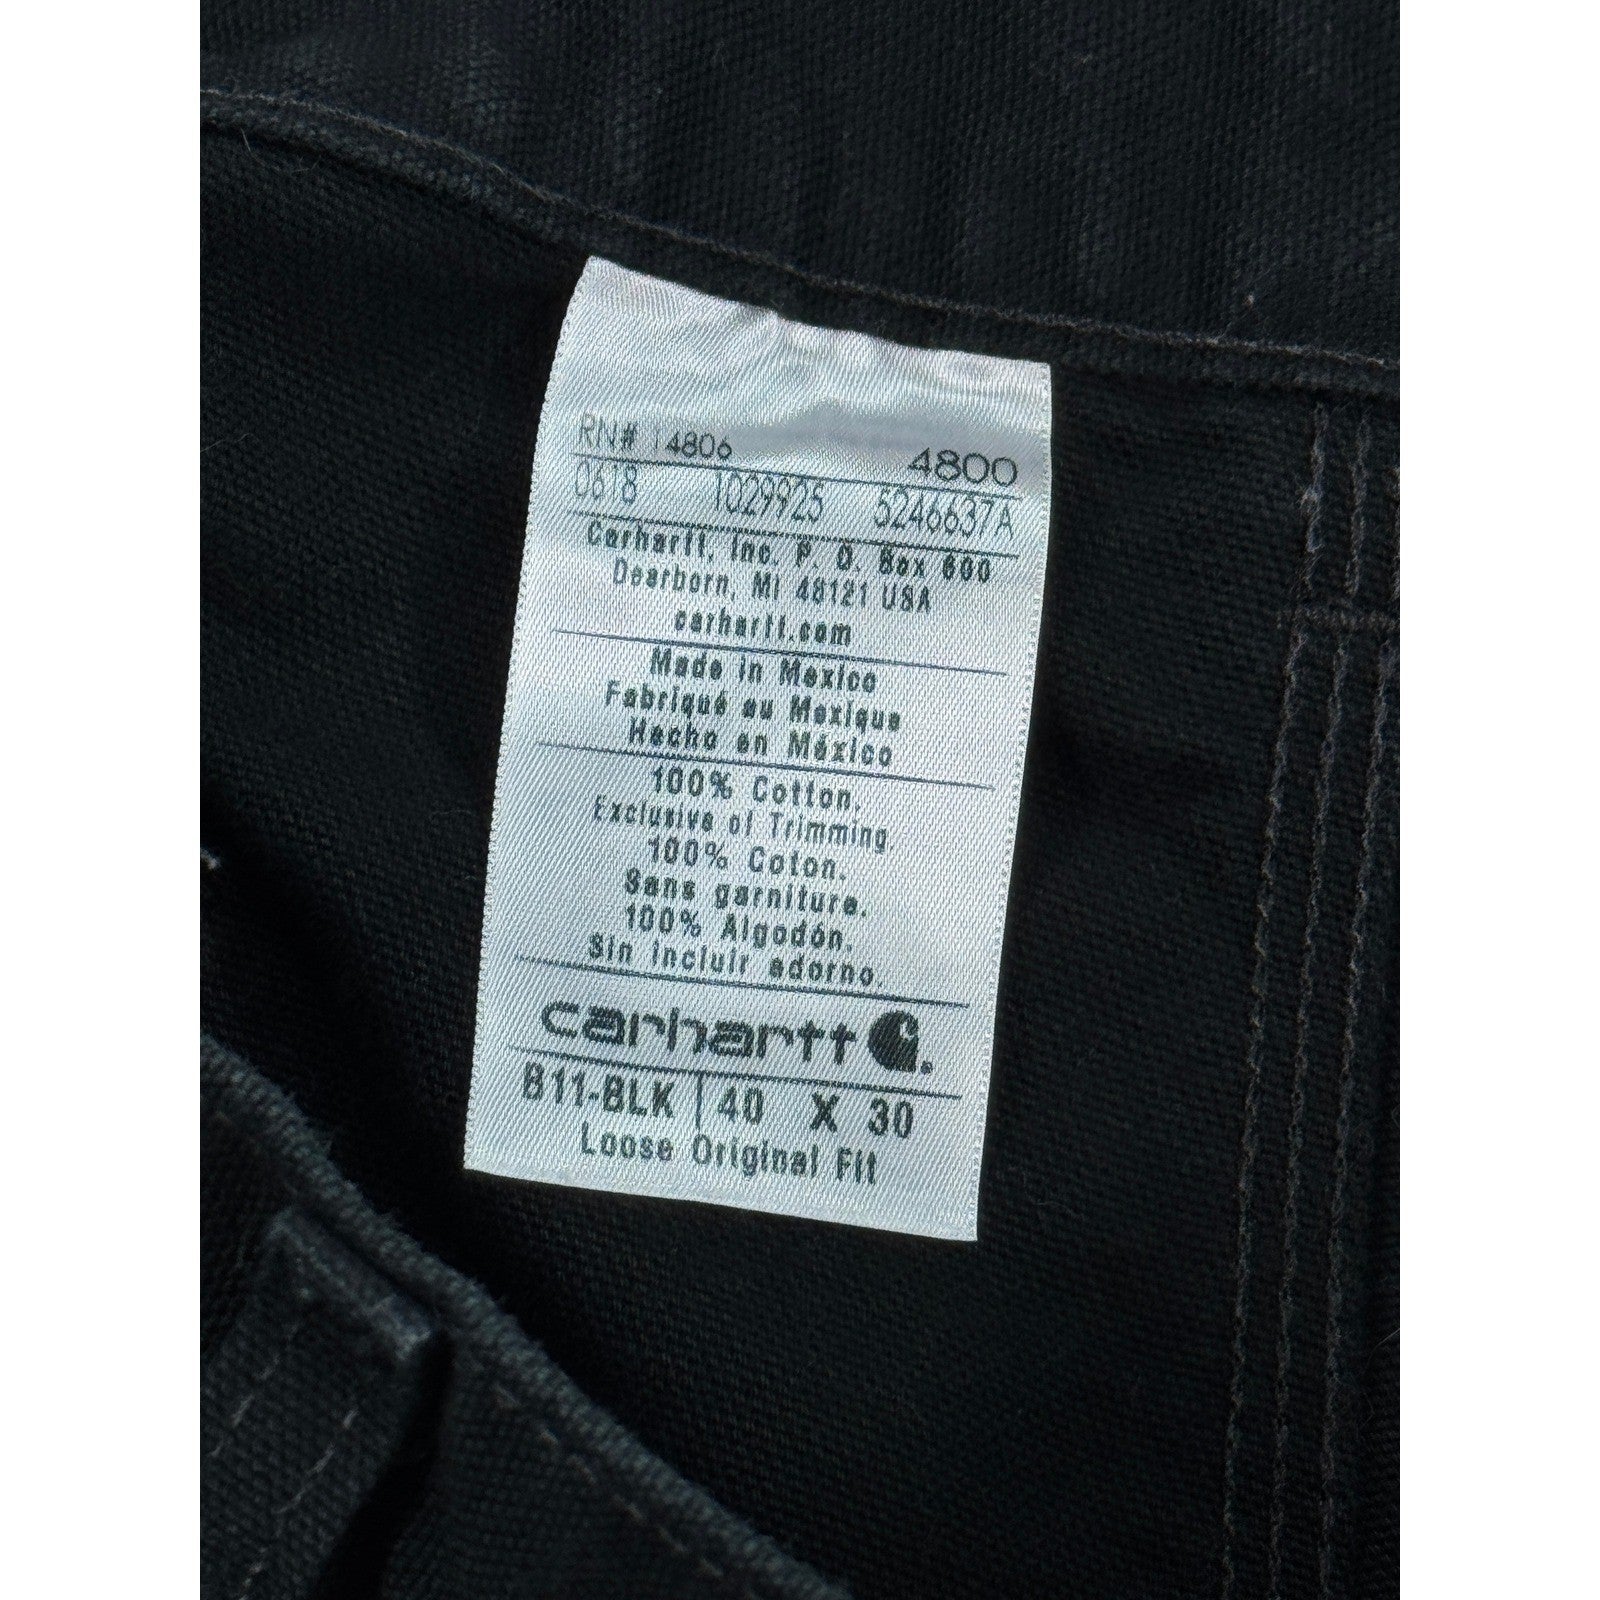 RN# 14806 4800
0618 1029925 5246637A
Carhartt, Inc. P. O. Box 600
Dearborn, MI 48121 USA
carhartt.com
Made in Mexico
Fabriqué au Mexique
Hecho en México
100% Cotton.
Exclusive of Trimming
100% Coton.
Sans garniture.
100% Algodón.
Sin incluir adorno.
carhartt
B11-BLK 40 X 30
Loose Original Fit